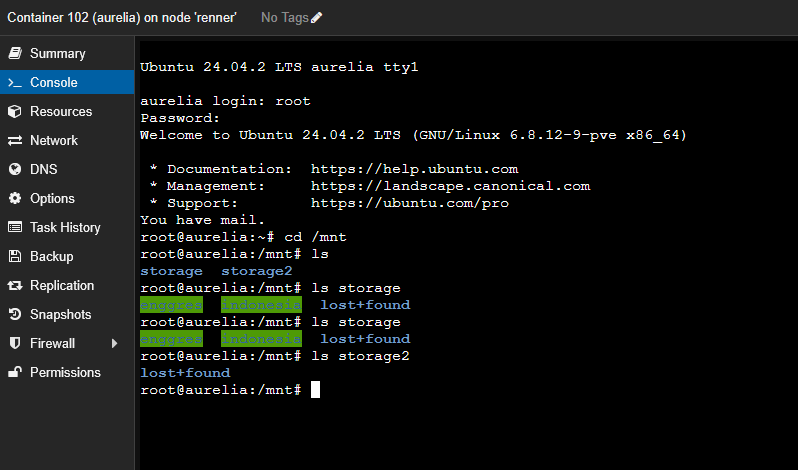 Container 102 (aurelia) on node 'renner'
No Tags
Summary
Console
Resources
Network
DNS
Options
Task History
Backup
Replication
Snapshots
Firewall
Permissions
Ubuntu 24.04.2 LTS aurelia tty1
aurelia login: root
Password:
Welcome to Ubuntu 24.04.2 LTS (GNU/Linux 6.8.12-9-pve x86_64)
* Documentation:  https://help.ubuntu.com
* Management:     https://landscape.canonical.com
* Support:        https://ubuntu.com/pro
You have mail.
root@aurelia:~# cd /mnt
root@aurelia:/mnt# ls
storage  storage2
root@aurelia:/mnt# ls storage
enggres  indonesia  lost+found
root@aurelia:/mnt# ls storage
enggres  indonesia  lost+found
root@aurelia:/mnt# ls storage2
lost+found
root@aurelia:/mnt#